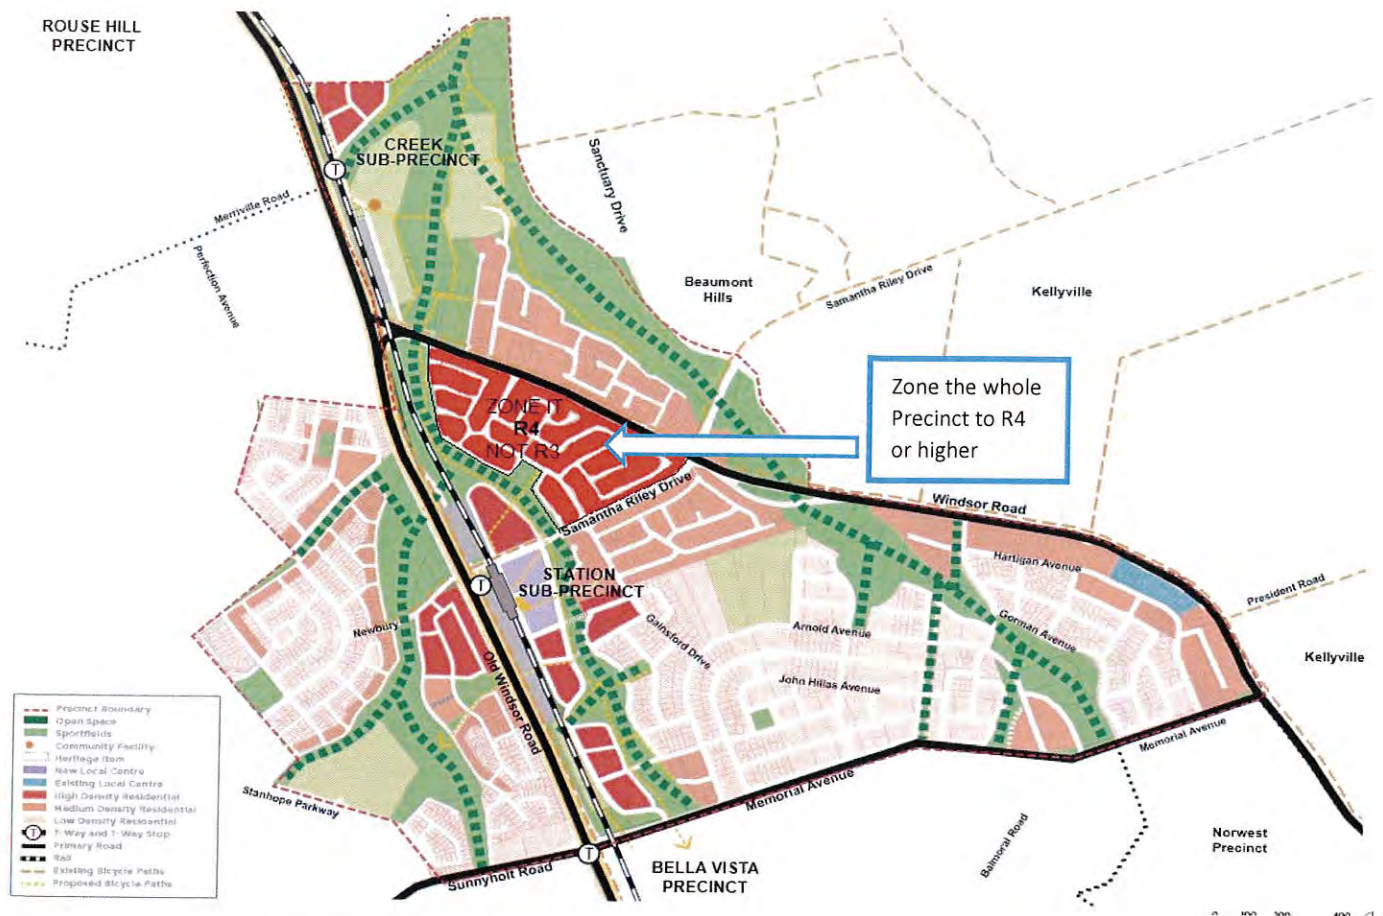 ROUSE HILL
PRECINCT
CREEK
SUB-PRECINCT
Sanctuary Drive
Merriville Road
Perfection Avenue
Beaumont
Hills
Samantha Riley Drive
Kellyville
Zone the whole
Precinct to R4
or higher
ZONE IT
R4
NOT R3
Samantha Riley Drive
Windsor Road
Hartigan Avenue
President Road
STATION
SUB-PRECINCT
Newbury
Gainsford Drive
Arnold Avenue
Gorman Avenue
John Hillas Avenue
Kellyville
Old Windsor Road
Memorial Avenue
Memorial Avenue
Stanhope Parkway
Sunnyholt Road
Balmoral Road
BELLA VISTA
PRECINCT
Norwest
Precinct
Precinct Boundary
Open Space
Sportfields
Community Facility
Heritage Item
New Local Centre
Existing Local Centre
High Density Residential
Medium Density Residential
Low Density Residential
T T-Way and T-Way Stop
Primary Road
Rail
Existing Bicycle Paths
Proposed Bicycle Paths
T
T
T